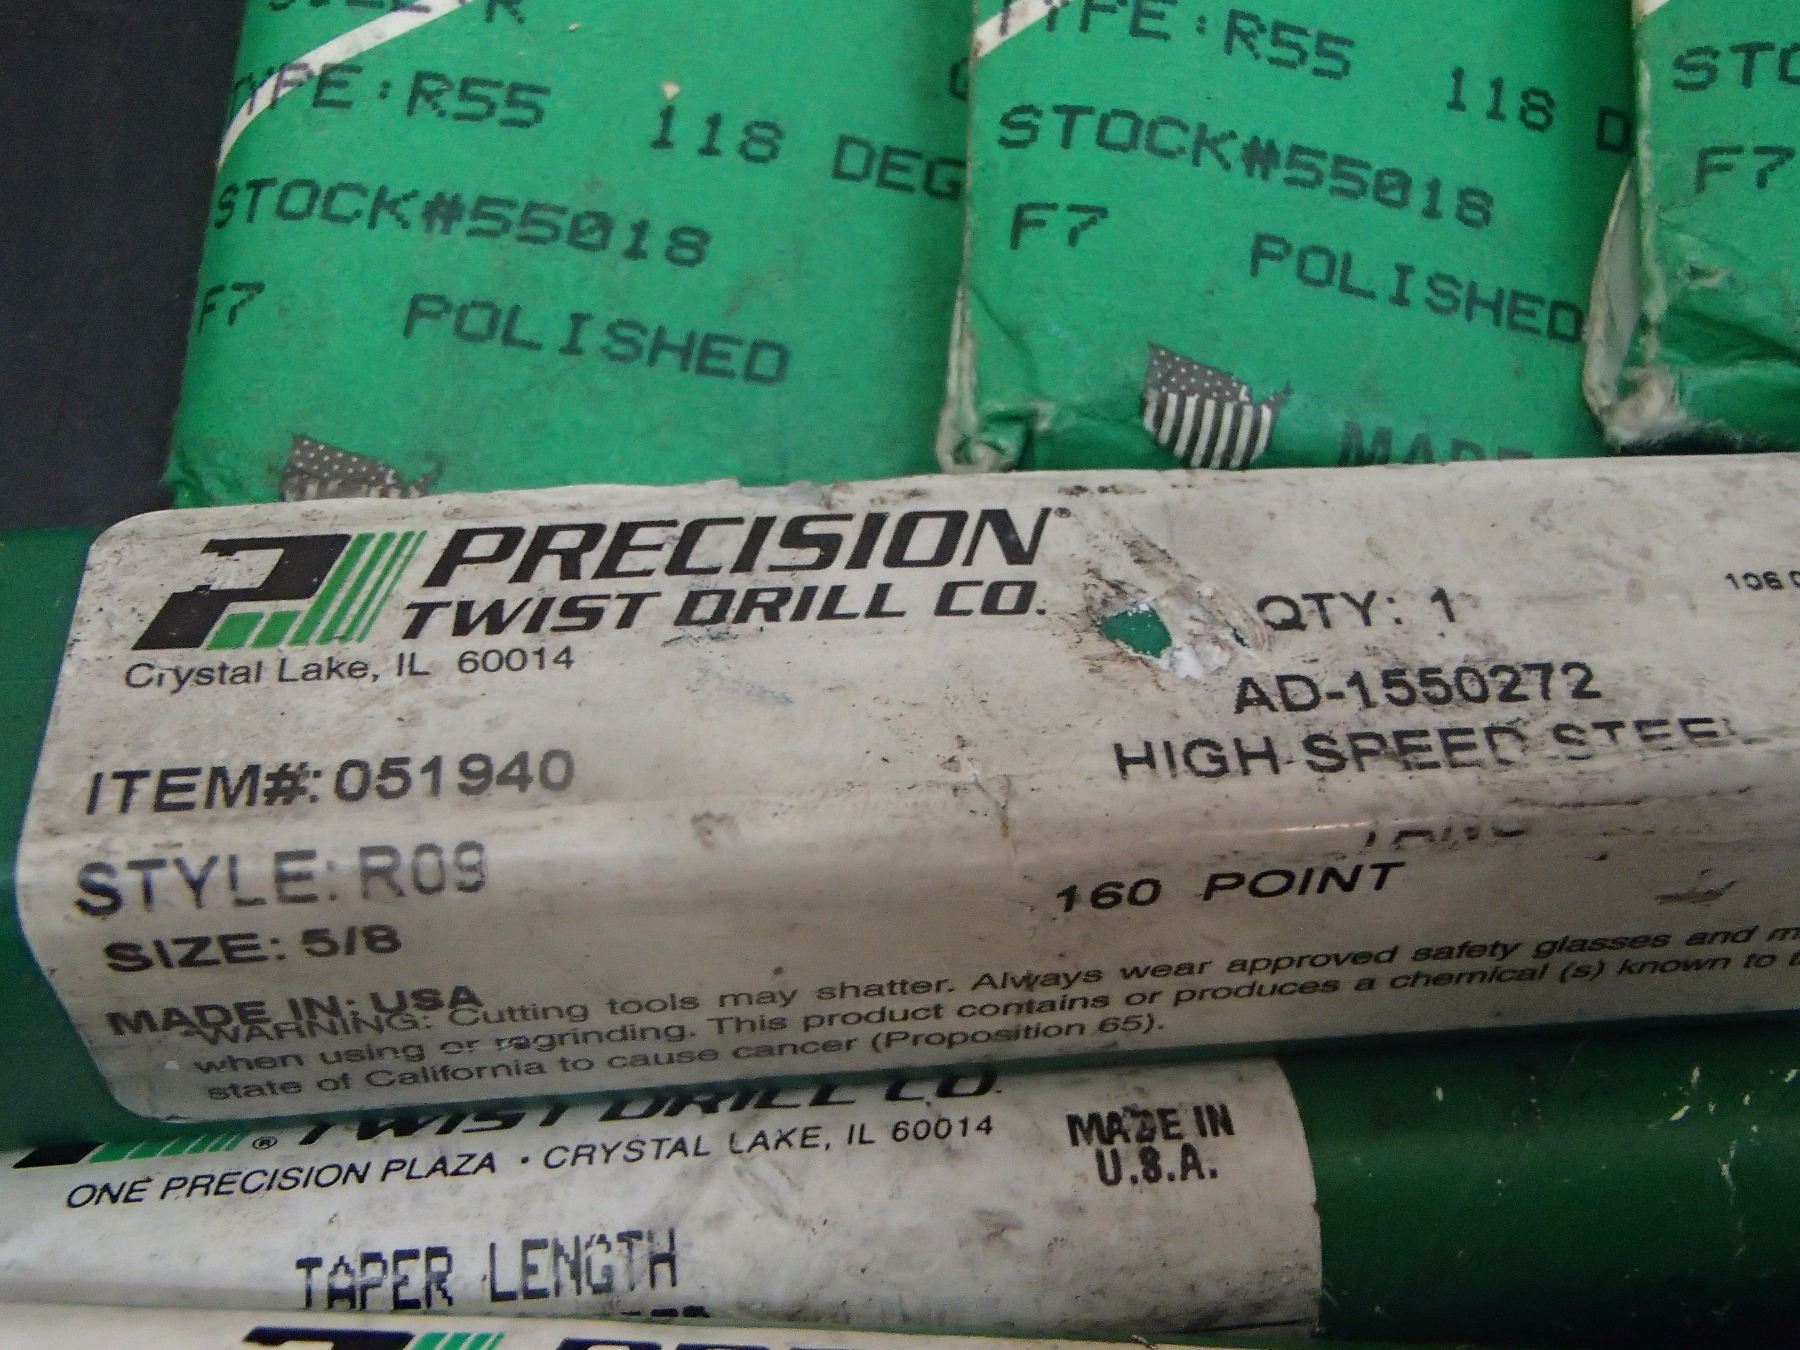 TYPE: R55
118 DEG
STOCK#55018
F7 POLISHED
TYPE: R55
118 D
STOCK#55018
F7 POLISHED
MADE
F7
PRECISION®
TWIST DRILL CO.
Crystal Lake, IL 60014
QTY: 1
AD-1550272
HIGH SPEED STEEL
ITEM#: 051940
STYLE: R09
160 POINT
SIZE: 5/8
MADE IN: USA
WARNING: Cutting tools may shatter. Always wear approved safety glasses and
when using or regrinding. This product contains or produces a chemical (s) known to
state of California to cause cancer (Proposition 65).
® TWIST DRILL CO.
ONE PRECISION PLAZA · CRYSTAL LAKE, IL 60014
MADE IN
U.S.A.
TAPER LENGTH